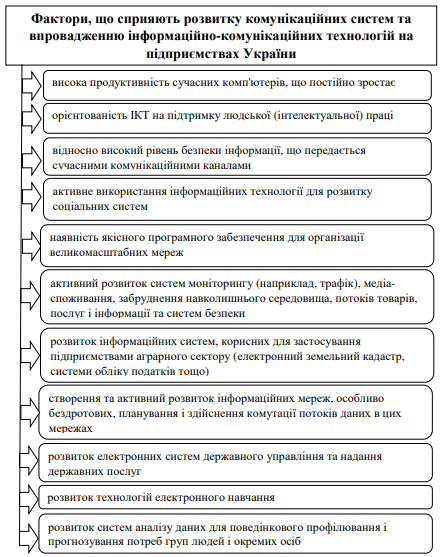 Фактори, що сприяють розвитку комунікаційних систем та
впровадженню інформаційно-комунікаційних технологій на
підприємствах України
висока продуктивність сучасних комп'ютерів, що постійно зростає
орієнтованість ІКТ на підтримку людської (інтелектуальної) праці
відносно високий рівень безпеки інформації, що передається
сучасними комунікаційними каналами
активне використання інформаційних технології для розвитку
соціальних систем
наявність якісного програмного забезпечення для організації
великомасштабних мереж
активний розвиток систем моніторингу (наприклад, трафік), медіа-
споживання, забруднення навколишнього середовища, потоків товарів,
послуг і інформації та систем безпеки
розвиток інформаційних систем, корисних для застосування
підприємствами аграрного сектору (електронний земельний кадастр,
системи обліку податків тощо)
створення та активний розвиток інформаційних мереж, особливо
бездротових, планування і здійснення комутації потоків даних в цих
мережах
розвиток електронних систем державного управління та надання
державних послуг
розвиток технологій електронного навчання
розвиток систем аналізу даних для поведінкового профілювання і
прогнозування потреб груп людей і окремих осіб